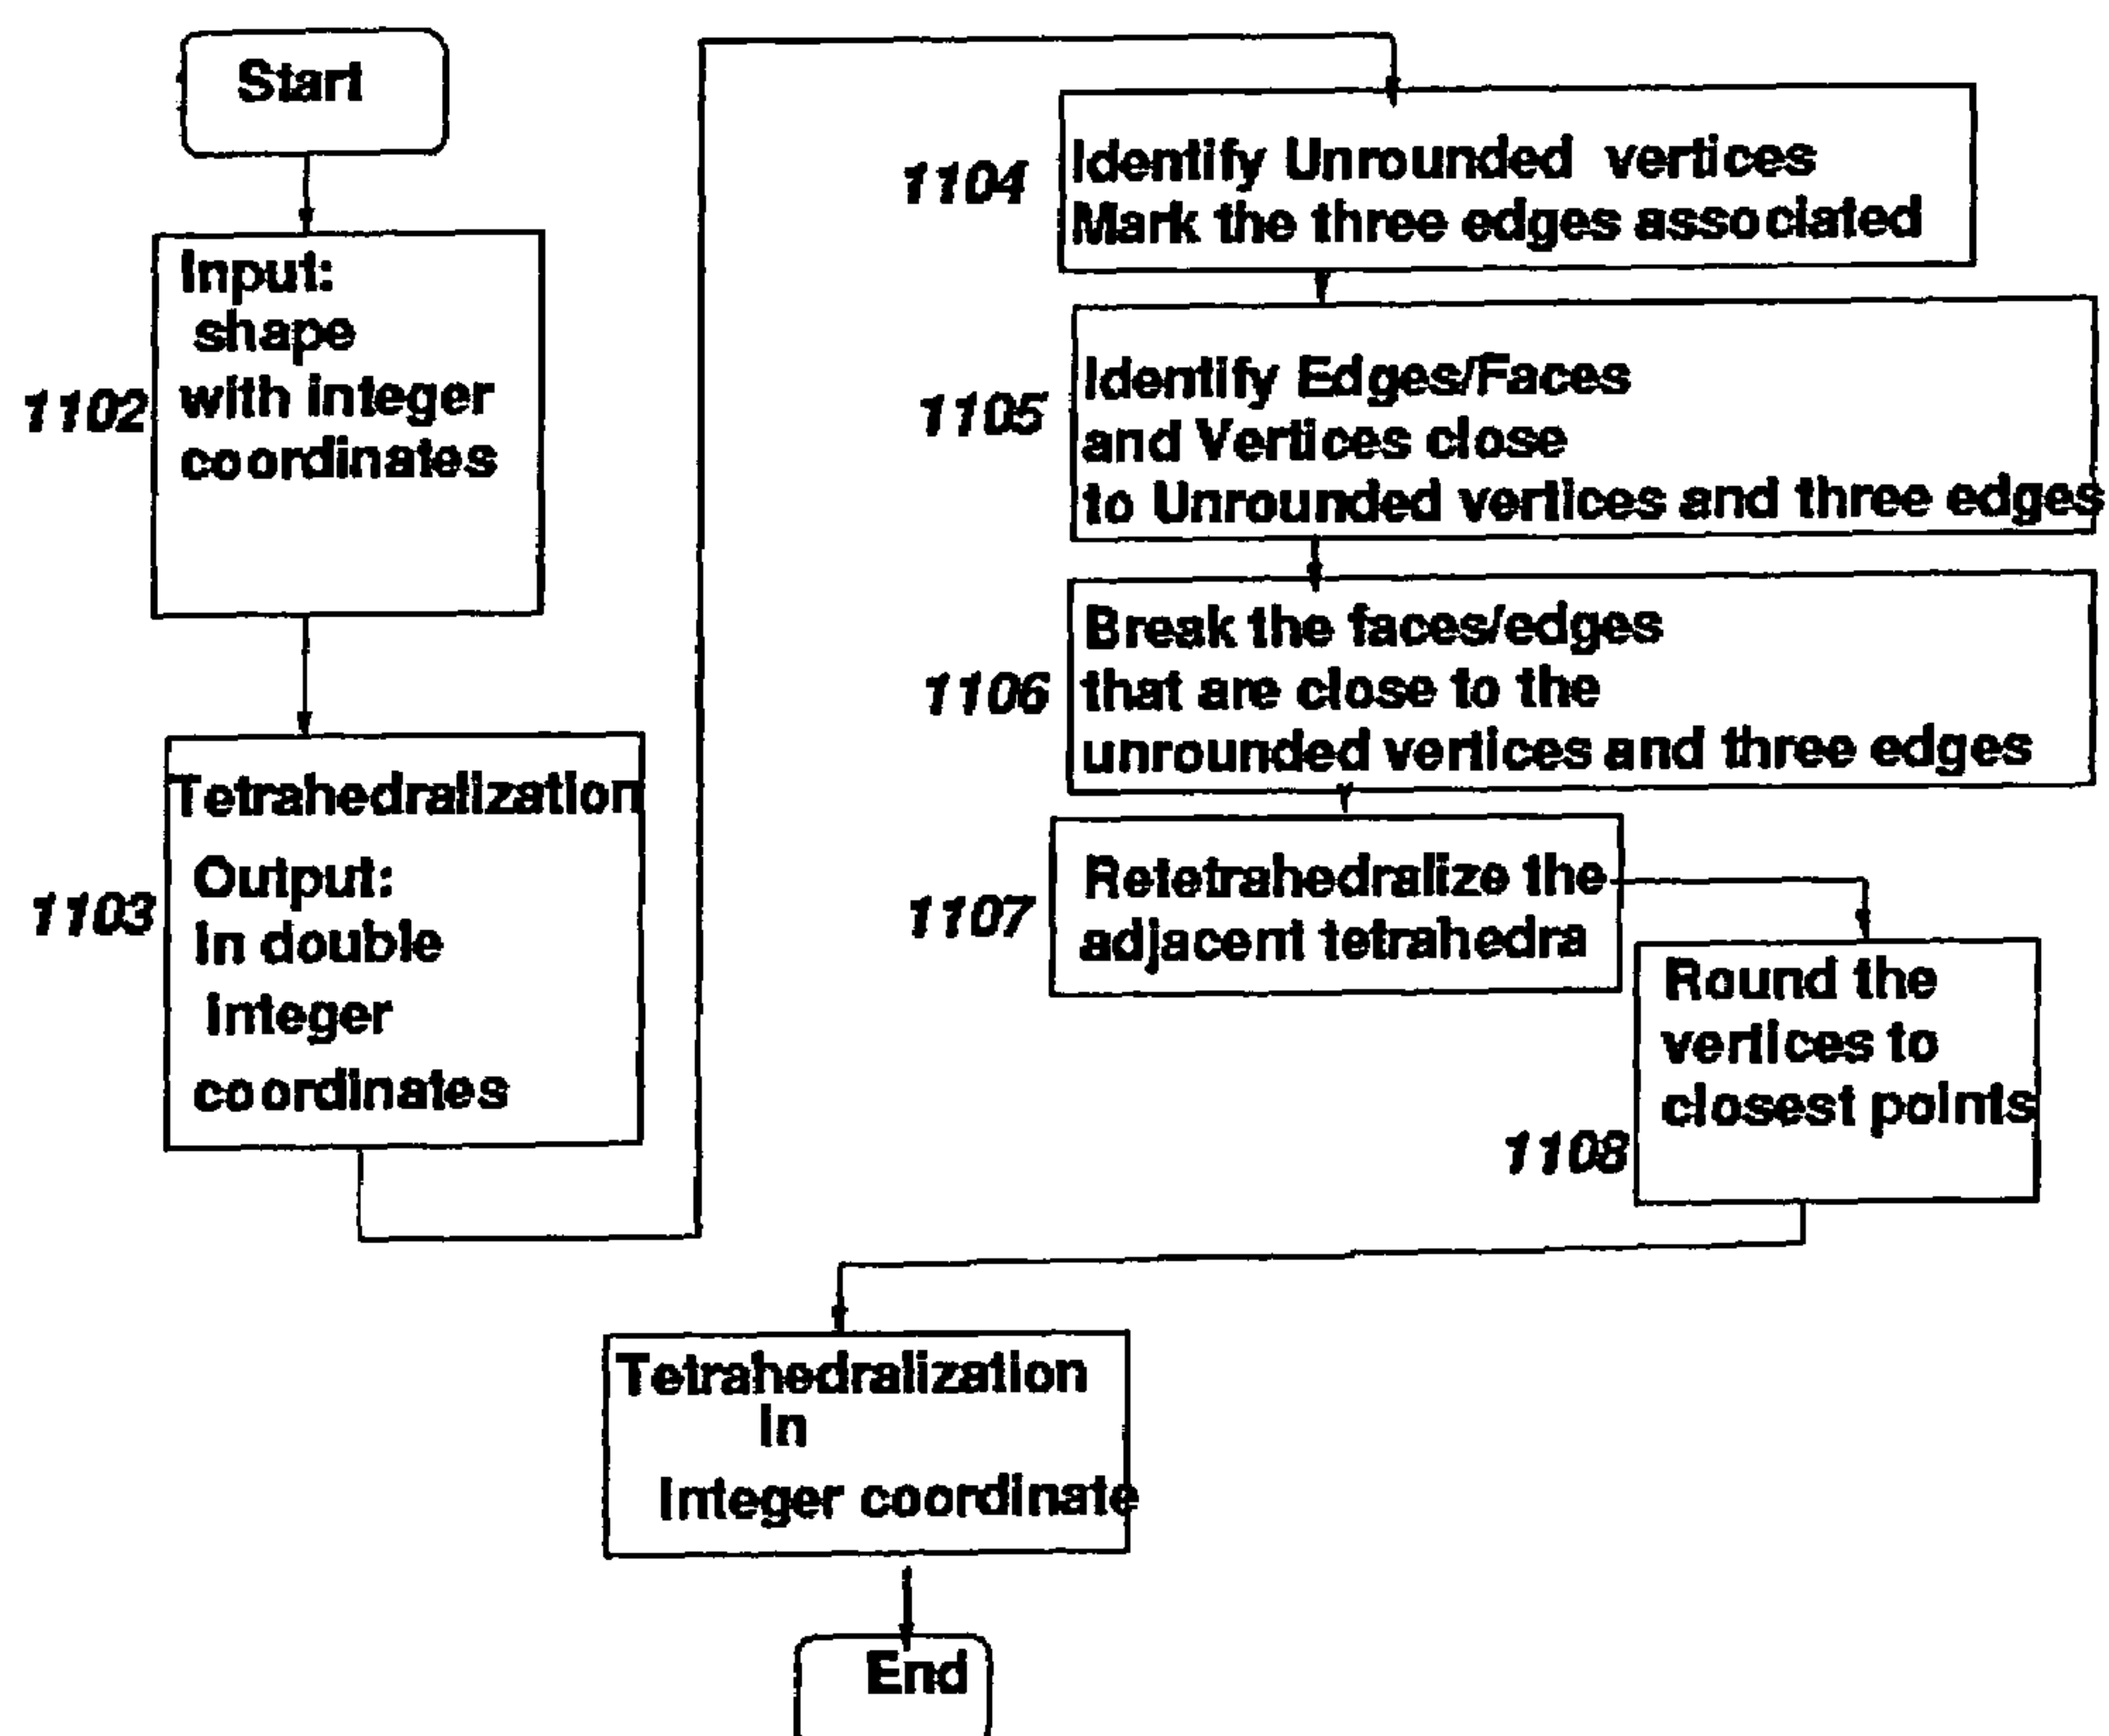 Start
1102
Input:
shape
with integer
coordinates
1103
Tetrahedralization
Output:
In double
integer
coordinates
1104
Identify Unrounded vertices
Mark the three edges associated
1105
Identify Edges/Faces
and Vertices close
to Unrounded vertices and three edges
1106
Break the faces/edges
that are close to the
unrounded vertices and three edges
1107
Retetrahedralize the
adjacent tetrahedra
1108
Round the
vertices to
closest points
Tetrahedralization
In
Integer coordinate
End